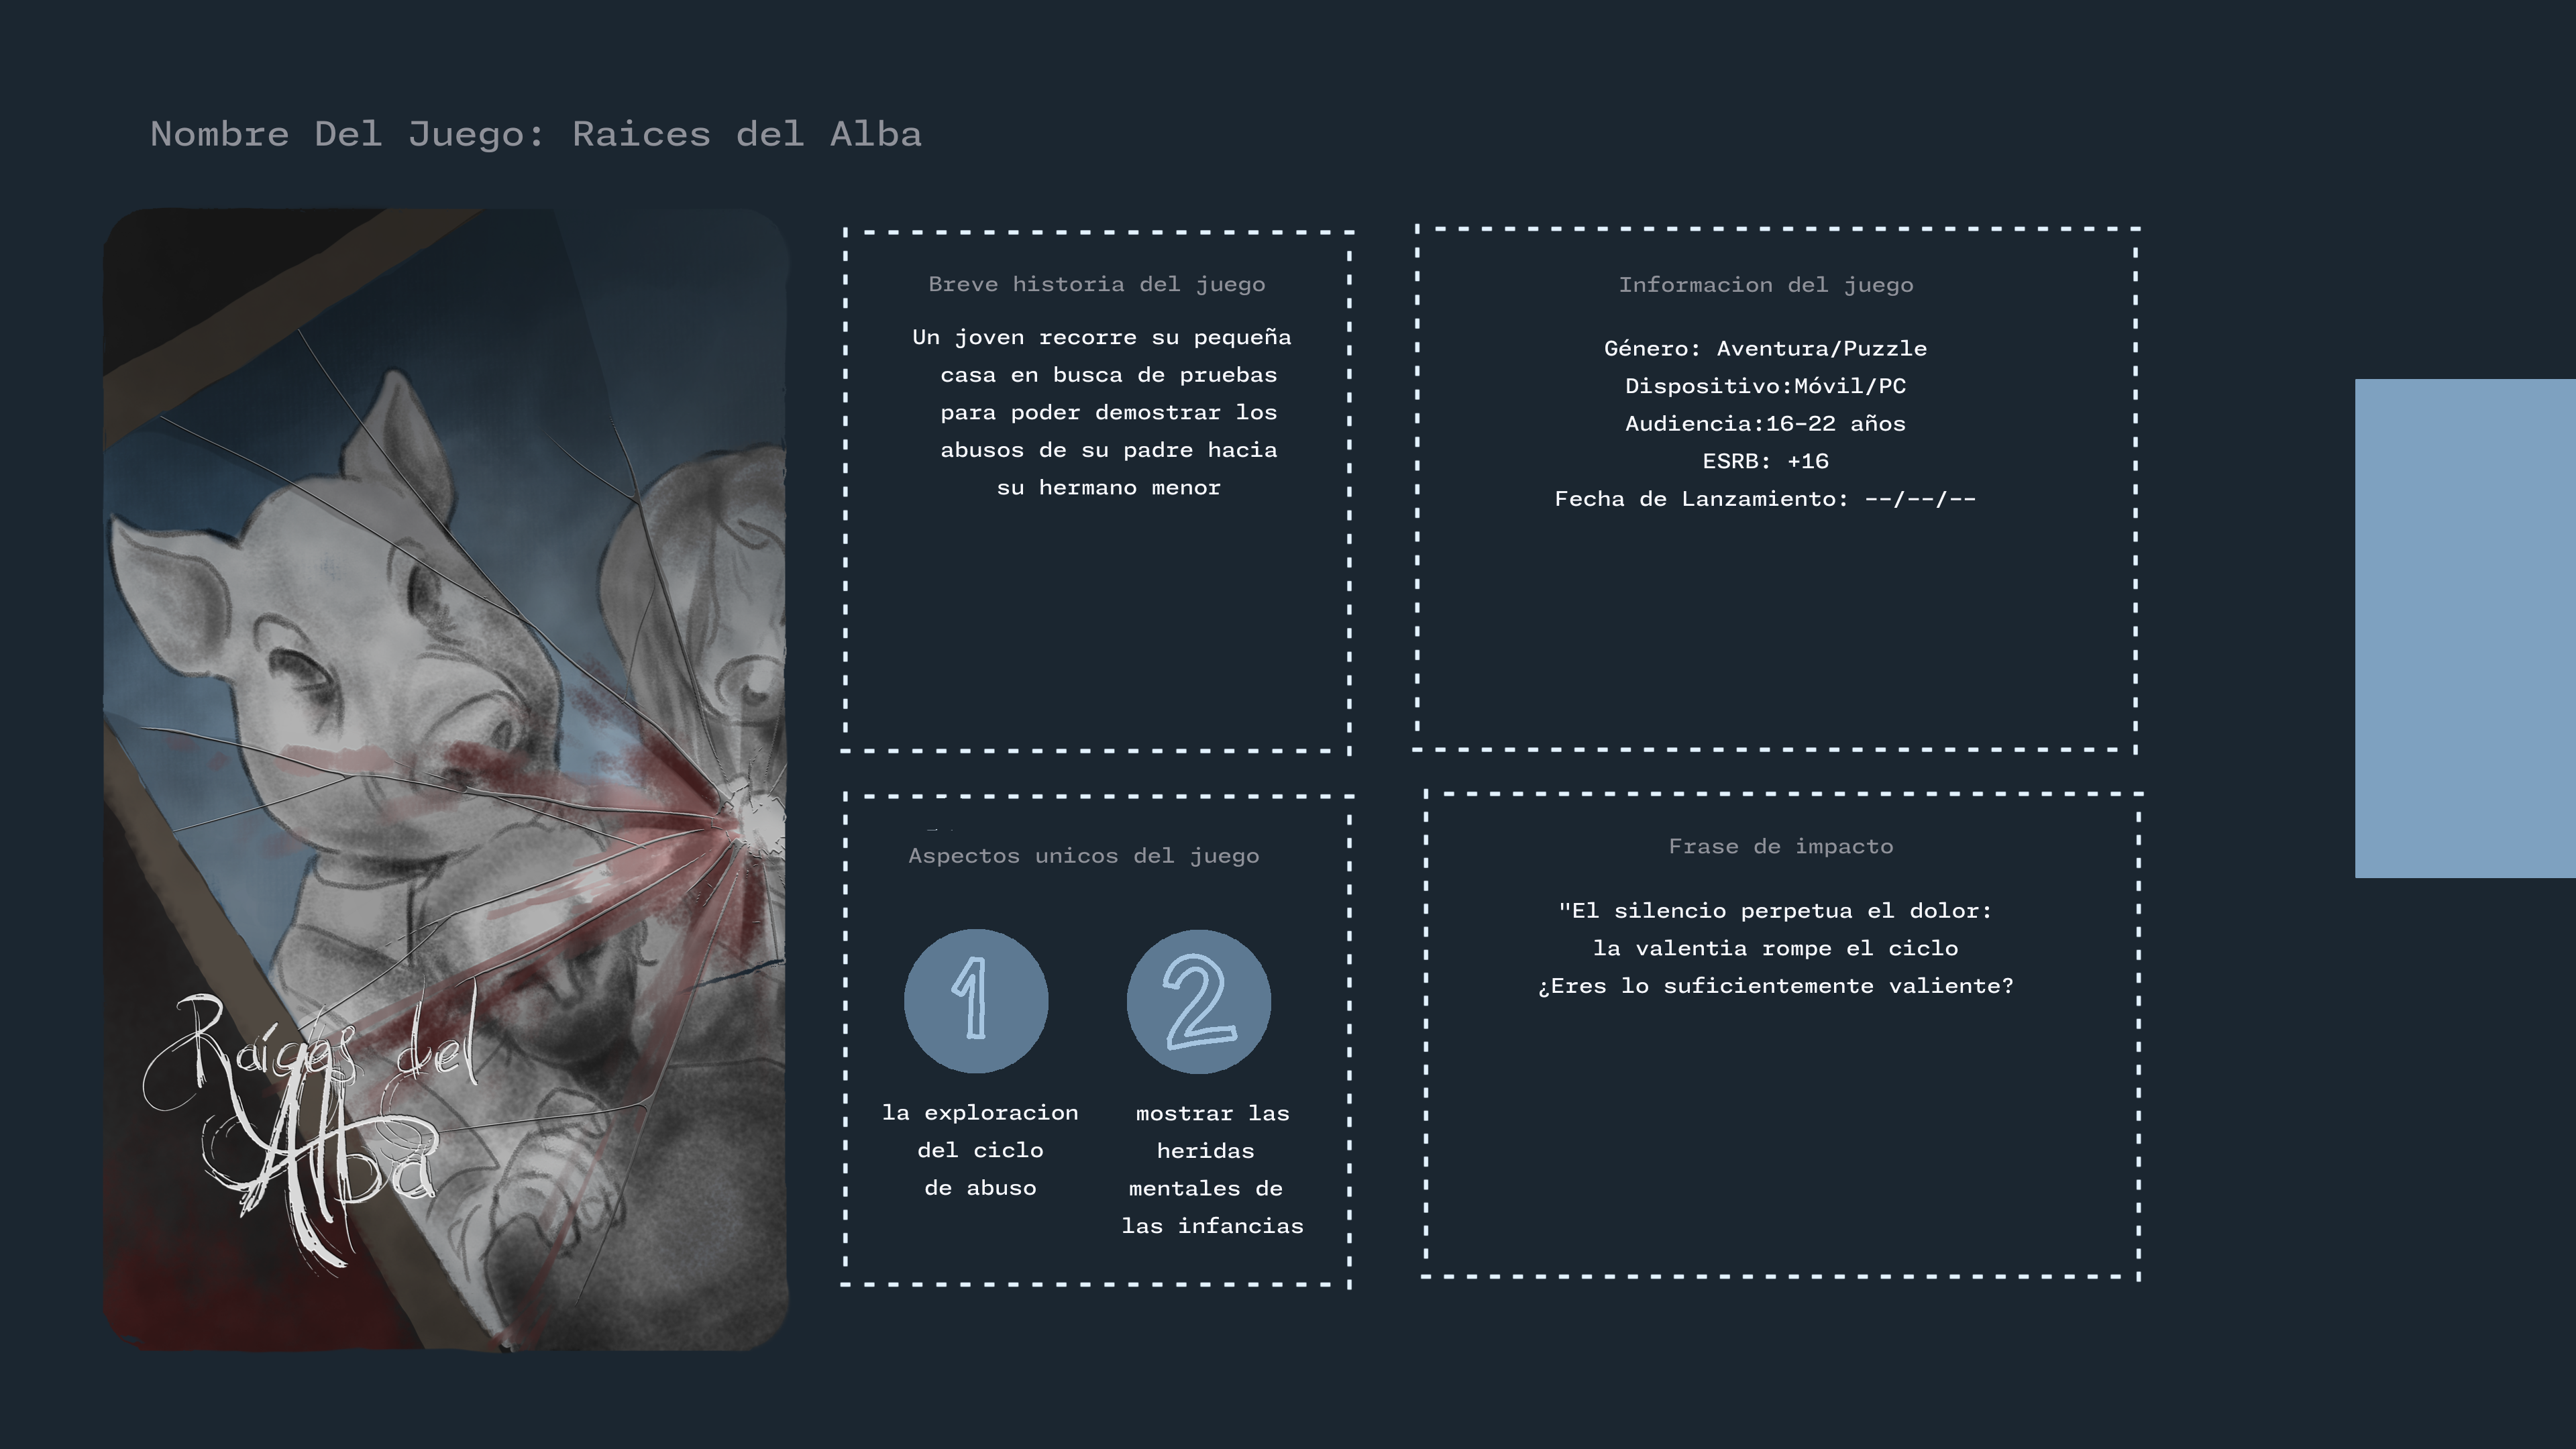 Nombre Del Juego: Raices del Alba
Raíces del
Alba
Breve historia del juego
Un joven recorre su pequeña
casa en busca de pruebas
para poder demostrar los
abusos de su padre hacia
su hermano menor
Informacion del juego
Género: Aventura/Puzzle
Dispositivo:Móvil/PC
Audiencia:16-22 años
ESRB: +16
Fecha de Lanzamiento: --/--/--
Aspectos unicos del juego
1
la exploracion
del ciclo
de abuso
2
mostrar las
heridas
mentales de
las infancias
Frase de impacto
"El silencio perpetua el dolor:
la valentia rompe el ciclo
¿Eres lo suficientemente valiente?